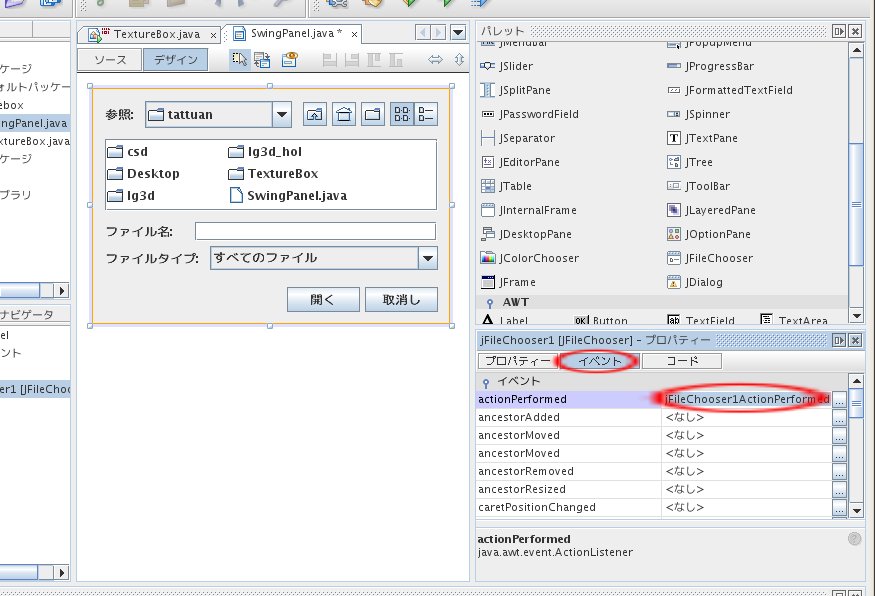 TextureBox.java × SwingPanel.java * ×
ソース デザイン
参照: tattuan
csd lg3d_hol
Desktop TextureBox
lg3d SwingPanel.java
ファイル名:
ファイルタイプ: すべてのファイル
開く 取消し
ケージ
ォルトパッケー
ebox
ngPanel.java
xtureBox.java
ケージ
ブラリ
ナビゲータ
el
ント
er1 [JFileChoo
パレット
JMenuBar JPopupMenu
JSlider JProgressBar
JSplitPane JFormattedTextField
JPasswordField JSpinner
JSeparator JTextPane
JEditorPane JTree
JTable JToolBar
JInternalFrame JLayeredPane
JDesktopPane JOptionPane
JColorChooser JFileChooser
JFrame JDialog
AWT
Label Button TextField TextArea
jFileChooser1 [JFileChooser] - プロパティー
プロパティー イベント コード
イベント
actionPerformed jFileChooser1ActionPerformed ...
ancestorAdded <なし> ...
ancestorMoved <なし> ...
ancestorMoved <なし> ...
ancestorRemoved <なし> ...
ancestorResized <なし> ...
caretPositionChanged <なし> ...
actionPerformed
java.awt.event.ActionListener